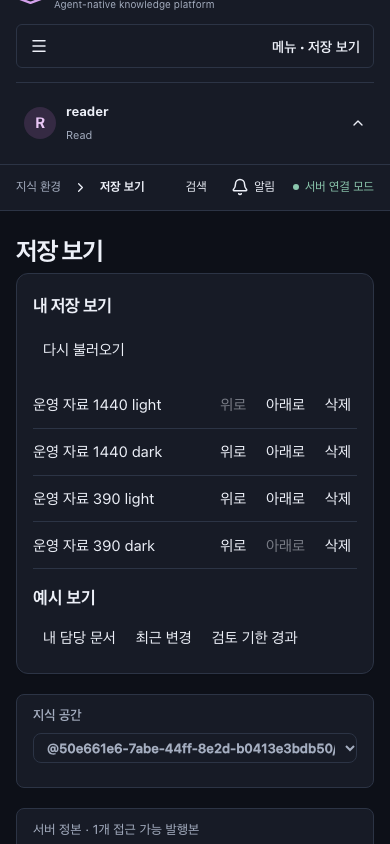 Agent-native knowledge platform
메뉴 · 저장 보기
R
reader
Read
지식 환경 > 저장 보기 검색 알림 서버 연결 모드
저장 보기
내 저장 보기
다시 불러오기
운영 자료 1440 light 위로 아래로 삭제
운영 자료 1440 dark 위로 아래로 삭제
운영 자료 390 light 위로 아래로 삭제
운영 자료 390 dark 위로 아래로 삭제
예시 보기
내 담당 문서 최근 변경 검토 기한 경과
지식 공간
@50e661e6-7abe-44ff-8e2d-b0413e3bdb50/
서버 정본 · 1개 접근 가능 발행본